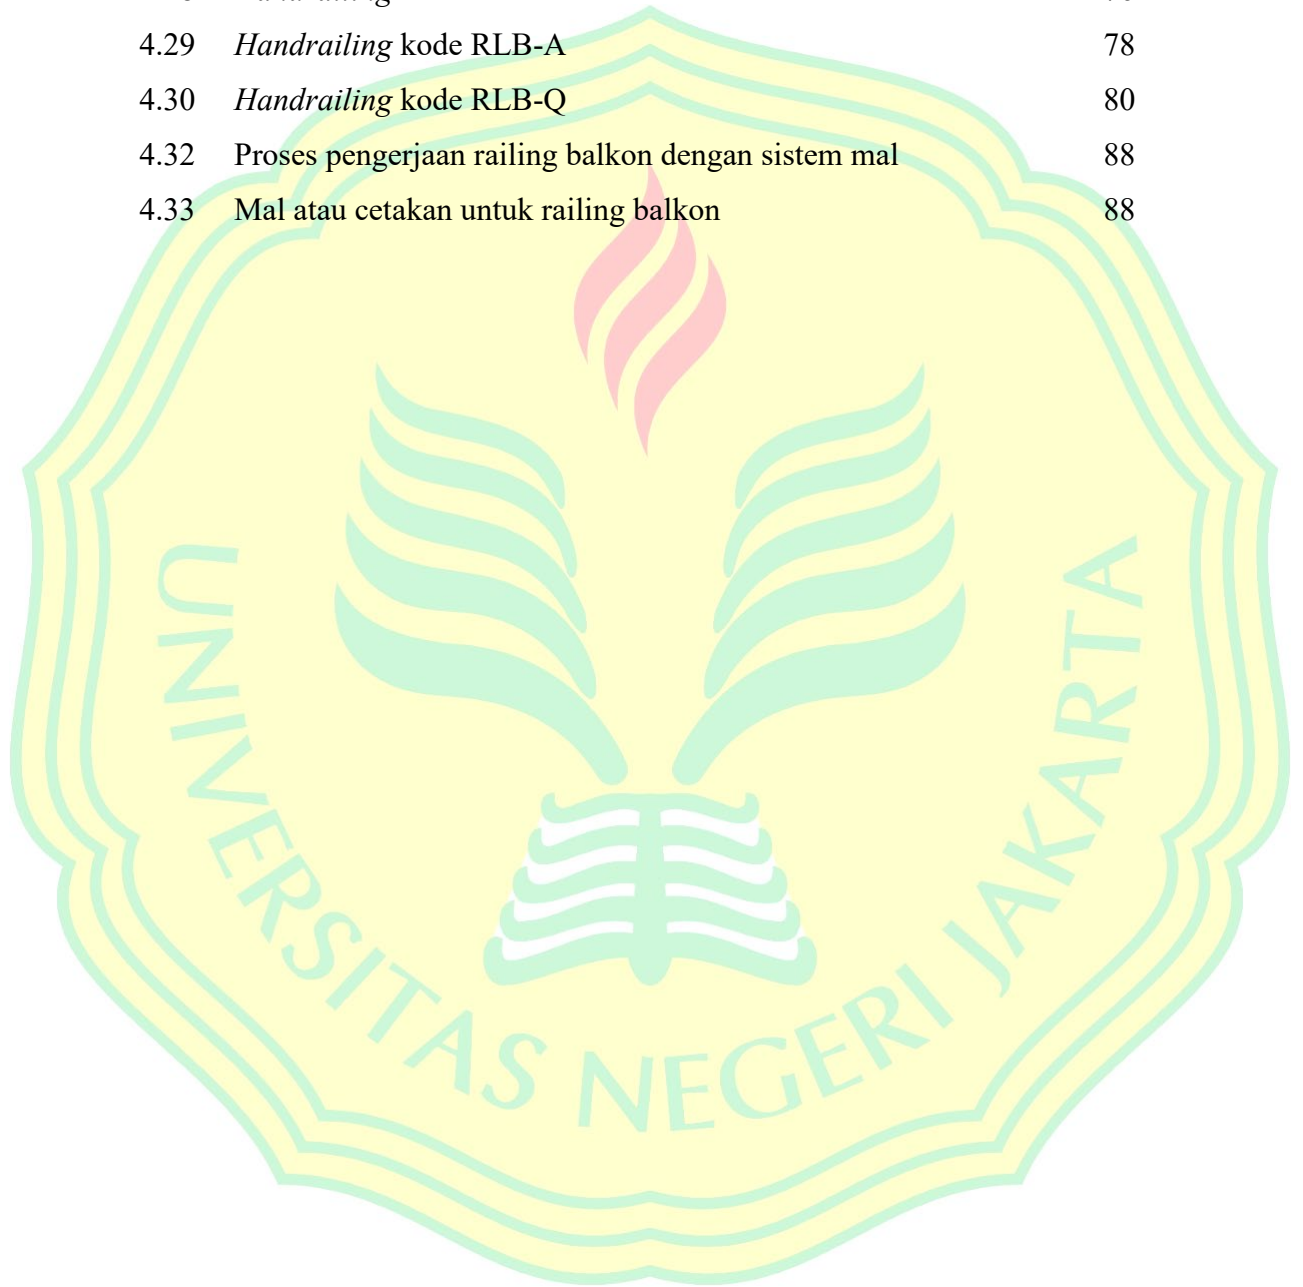 4.29 Handrailing kode RLB-A 78
4.30 Handrailing kode RLB-Q 80
4.32 Proses pengerjaan railing balkon dengan sistem mal 88
4.33 Mal atau cetakan untuk railing balkon 88
UNIVERSITAS NEGERI JAKARTA